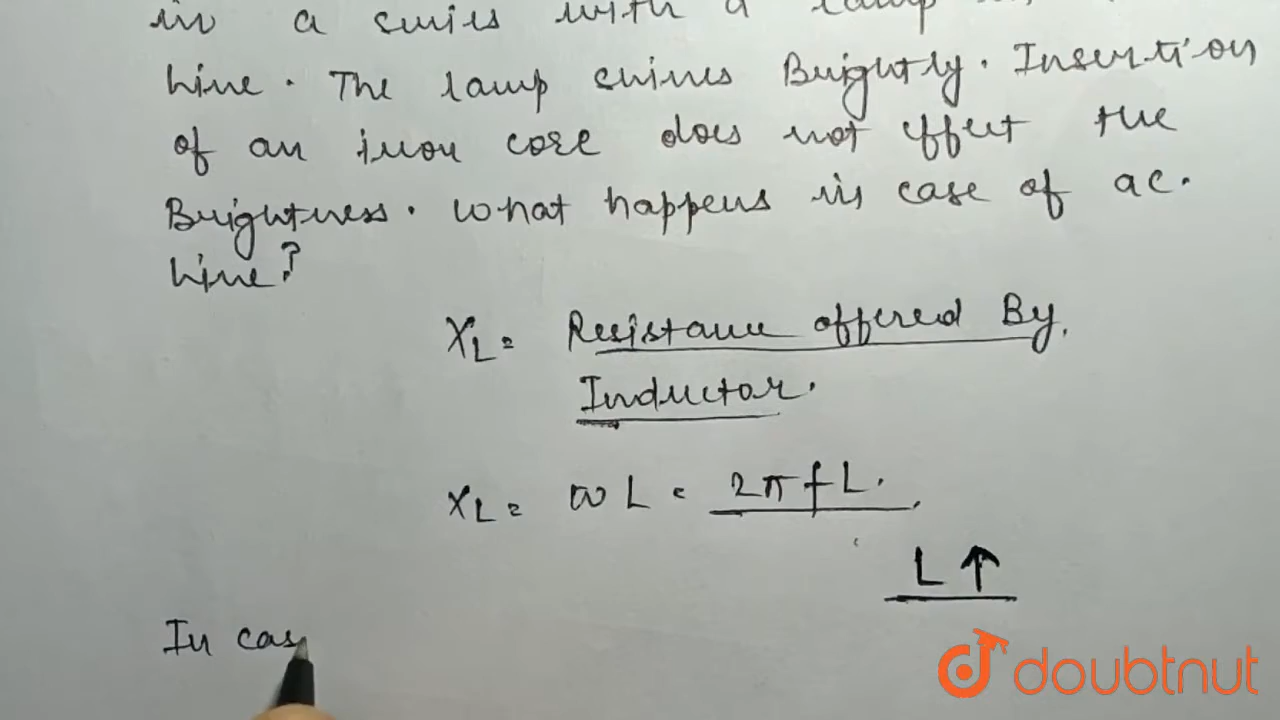 in a series with a lamp
line. The lamp shines Brightly. Insertion
of an iron core does not effect the
Brightness. What happens in case of ac.
line?
XL = Resistance offered By
Inductor.
XL = ωL = 2πfL.
L ↑
In cas
doubtnut